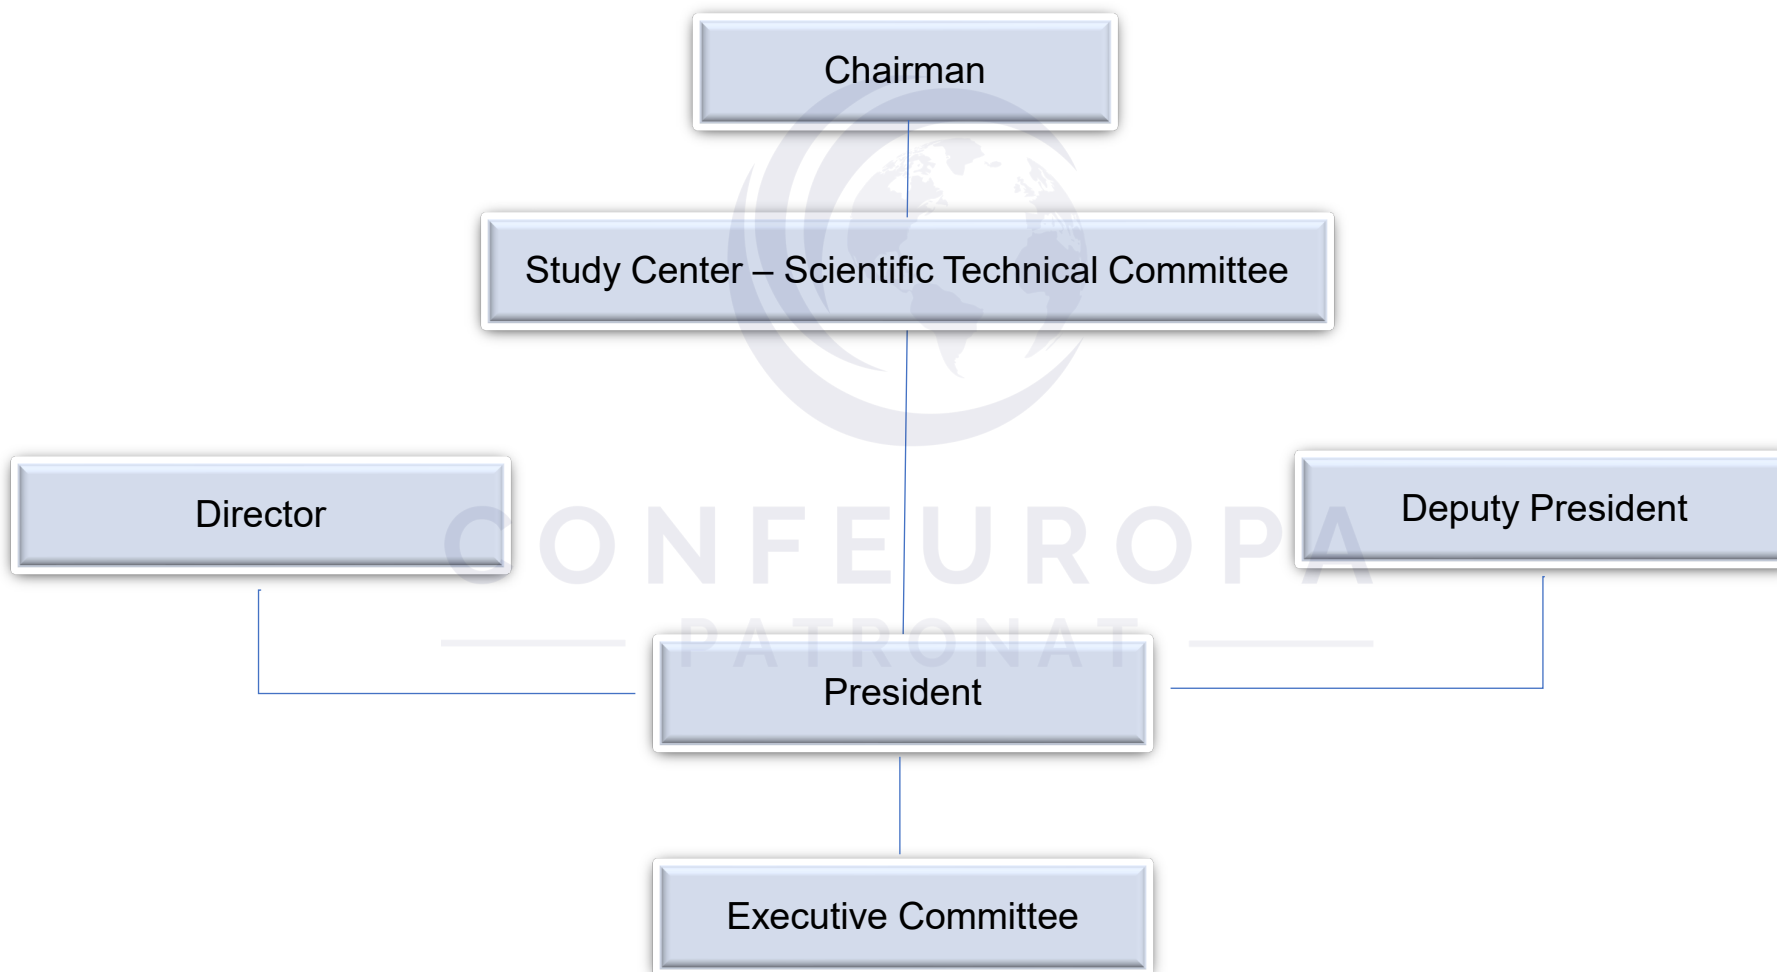 Chairman
Study Center – Scientific Technical Committee
Director
Deputy President
CONFEUROPA
PATRONAT
President
Executive Committee